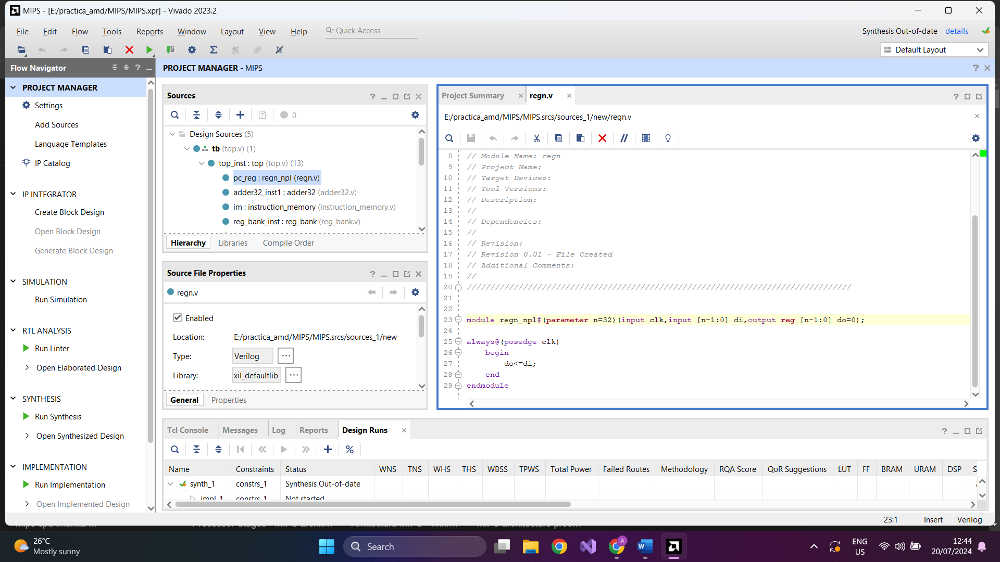 MIPS - [E:/practica_amd/MIPS/MIPS.xpr] - Vivado 2023.2
File Edit Flow Tools Reports Window Layout View Help Quick Access
Synthesis Out-of-date details
Default Layout
Flow Navigator
PROJECT MANAGER - MIPS
PROJECT MANAGER
Settings
Add Sources
Language Templates
IP Catalog
IP INTEGRATOR
Create Block Design
Open Block Design
Generate Block Design
SIMULATION
Run Simulation
RTL ANALYSIS
Run Linter
Open Elaborated Design
SYNTHESIS
Run Synthesis
Open Synthesized Design
IMPLEMENTATION
Run Implementation
Open Implemented Design
Sources
0
Design Sources (5)
tb (top.v) (1)
top_inst : top (top.v) (13)
pc_reg : regn_npl (regn.v)
adder32_inst1 : adder32 (adder32.v)
im : instruction_memory (instruction_memory.v)
reg_bank_inst : reg_bank (reg_bank.v)
Hierarchy Libraries Compile Order
Source File Properties
regn.v
Enabled
Location: E:/practica_amd/MIPS/MIPS.srcs/sources_1/new
Type: Verilog ...
Library: xil_defaultlib ...
General Properties
Project Summary regn.v
E:/practica_amd/MIPS/MIPS.srcs/sources_1/new/regn.v
8 // Module Name: regn
9 // Project Name:
10 // Target Devices:
11 // Tool Versions:
12 // Description:
13 //
14 // Dependencies:
15 //
16 // Revision:
17 // Revision 0.01 - File Created
18 // Additional Comments:
19 //
20 //////////////////////////////////////////////////////////////////////////////////
21
22
23 module regn_npl#(parameter n=32)(input clk,input [n-1:0] di,output reg [n-1:0] do=0);
24
25 always@(posedge clk)
26 begin
27 do<=di;
28 end
29 endmodule
Tcl Console Messages Log Reports Design Runs
Name Constraints Status WNS TNS WHS THS WBSS TPWS Total Power Failed Routes Methodology RQA Score QoR Suggestions LUT FF BRAM URAM DSP S
synth_1 constrs_1 Synthesis Out-of-date
impl_1 constrs_1 Not started
23:1 Insert Verilog
26°C
Mostly sunny
Search
ENG
US
12:44
20/07/2024